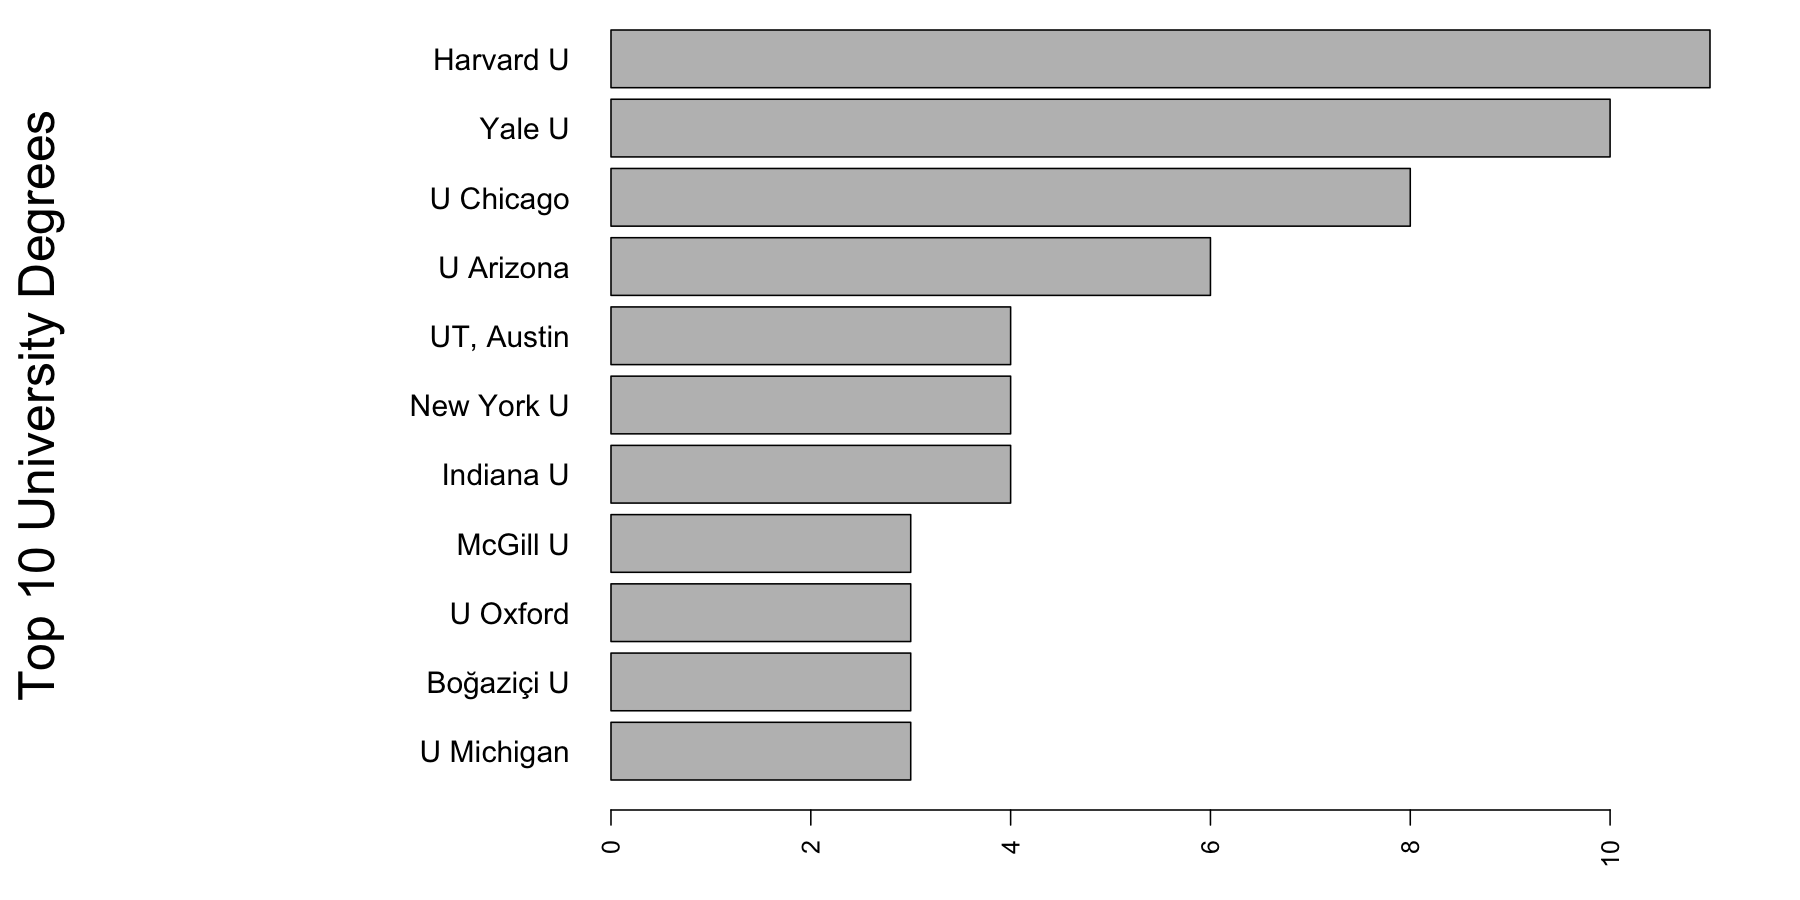 Top 10 University Degrees
Harvard U
Yale U
U Chicago
U Arizona
UT, Austin
New York U
Indiana U
McGill U
U Oxford
Boğaziçi U
U Michigan
0 2 4 6 8 10